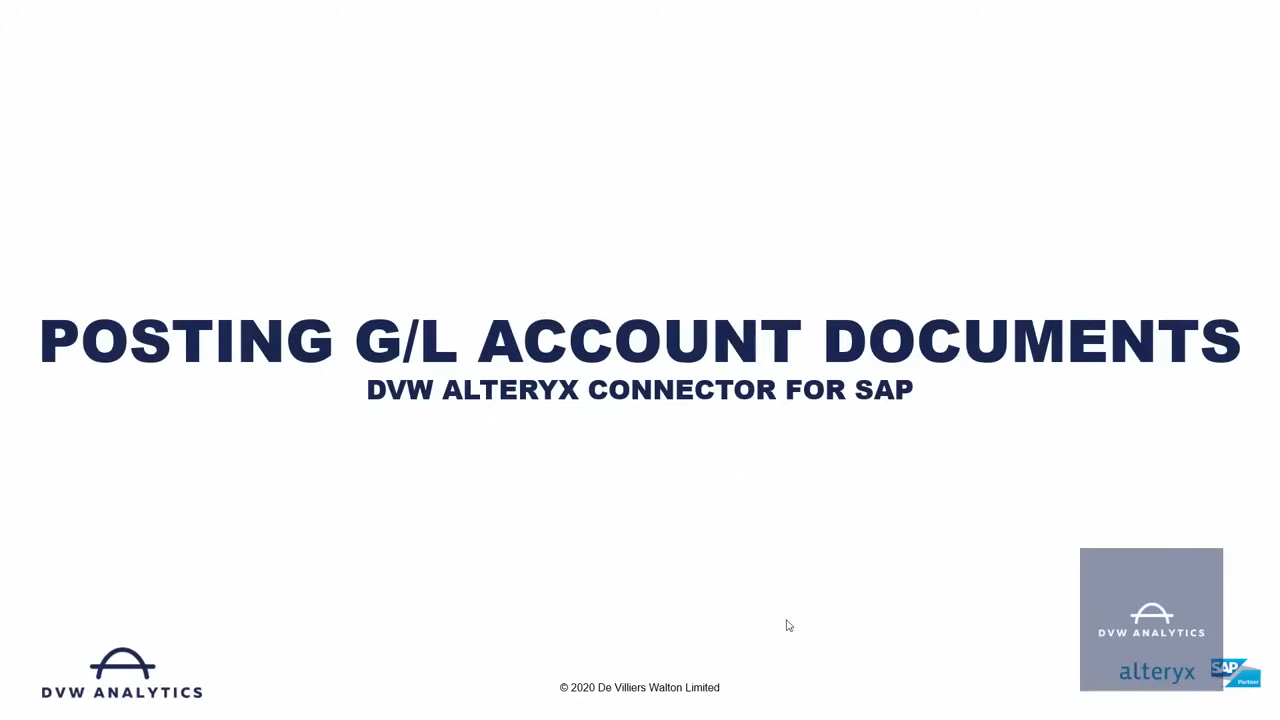 POSTING G/L ACCOUNT DOCUMENTS
DVW ALTERYX CONNECTOR FOR SAP
DVW ANALYTICS
DVW ANALYTICS
© 2020 De Villiers Walton Limited
alteryx
SAP
Partner